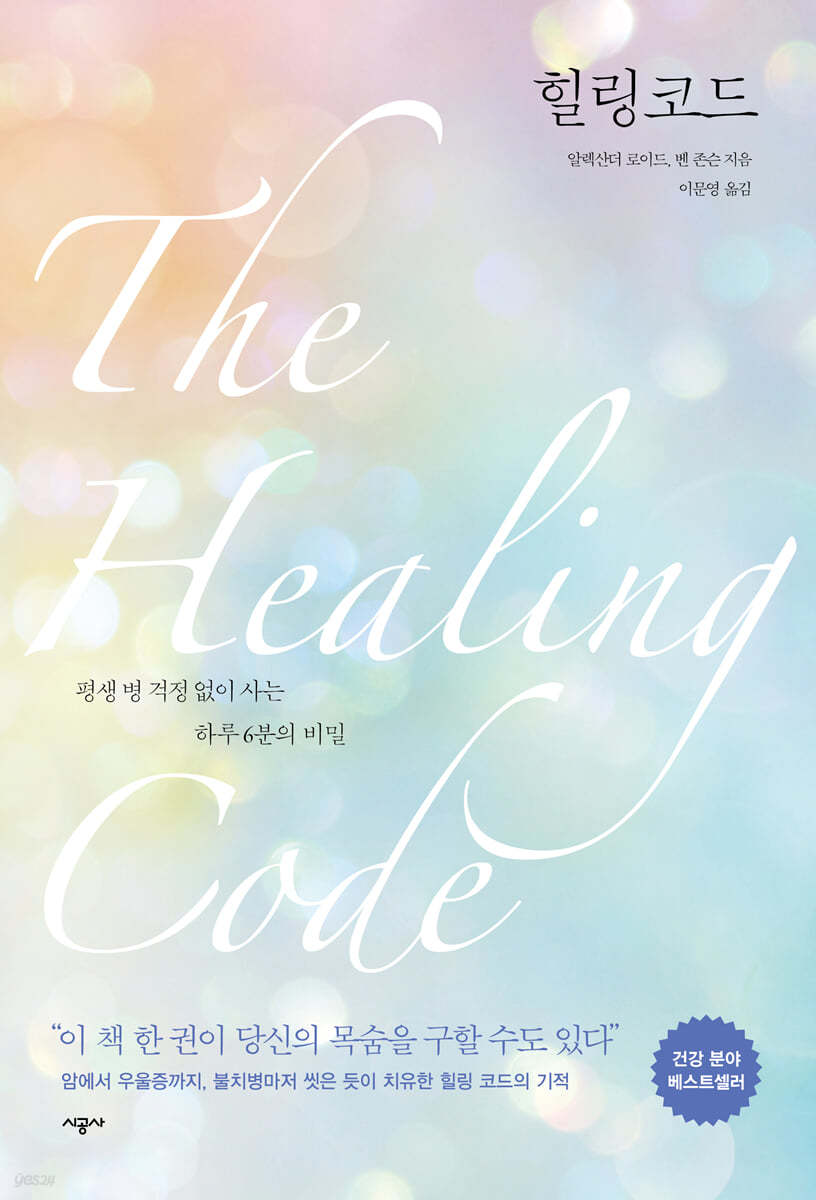 힐링코드
알렉산더 로이드, 벤 존슨 지음
이문영 옮김
The
Healing
Code
평생 병 걱정 없이 사는
하루 6분의 비밀
“이 책 한 권이 당신의 목숨을 구할 수도 있다”
암에서 우울증까지, 불치병마저 씻은 듯이 치유한 힐링 코드의 기적
건강 분야
베스트셀러
시공사
yes24